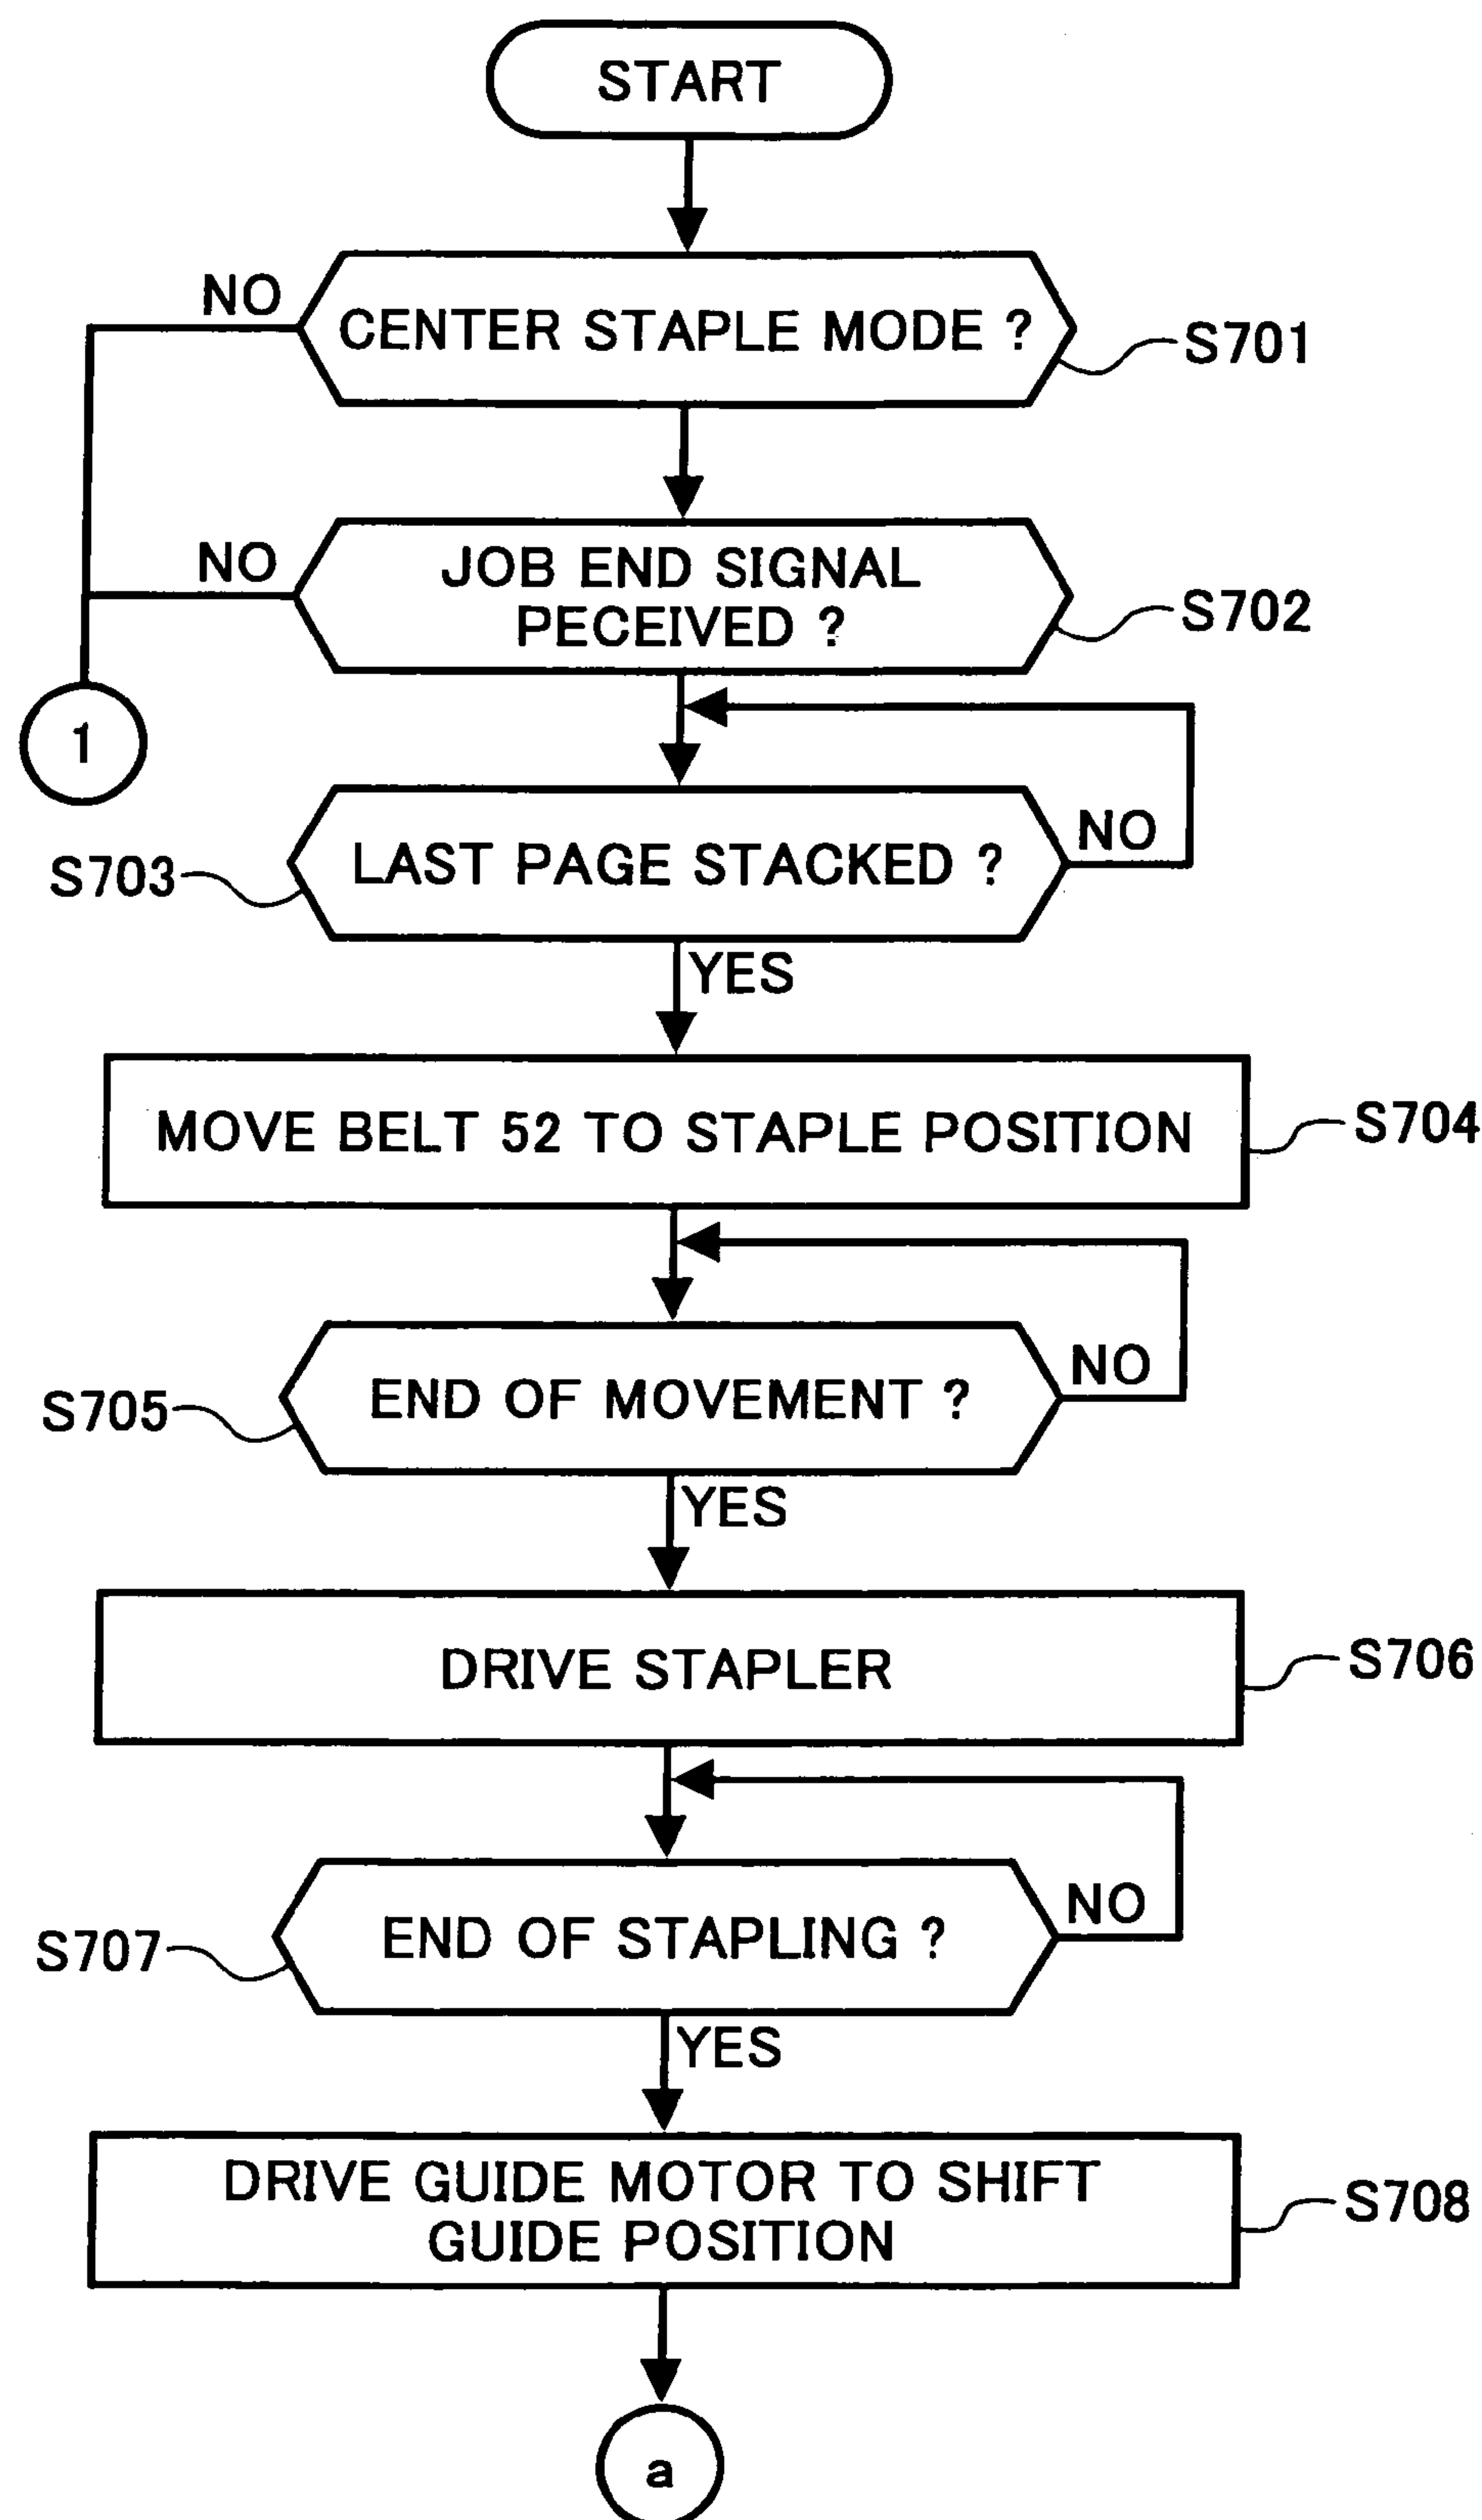 START
NO
CENTER STAPLE MODE ?
S701
NO
JOB END SIGNAL
PECEIVED ?
S702
1
NO
LAST PAGE STACKED ?
S703
YES
MOVE BELT 52 TO STAPLE POSITION
S704
NO
END OF MOVEMENT ?
S705
YES
DRIVE STAPLER
S706
NO
END OF STAPLING ?
S707
YES
DRIVE GUIDE MOTOR TO SHIFT
GUIDE POSITION
S708
a